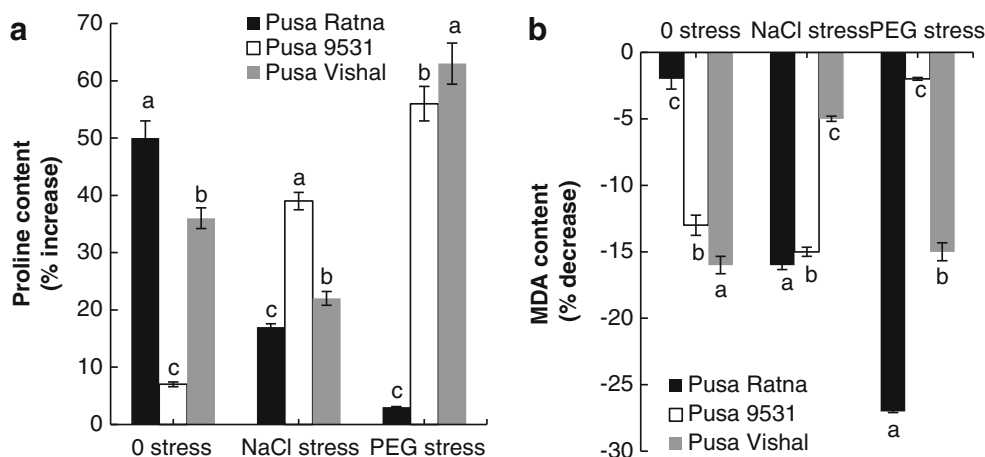 a
Proline content
(% increase)
70
60
50
40
30
20
10
0
Pusa Ratna
Pusa 9531
Pusa Vishal
a
c
b
c
a
b
c
b
a
0 stress
NaCl stress
PEG stress
b
MDA content
(% decrease)
0 stress
NaCl stress
PEG stress
0
-5
-10
-15
-20
-25
-30
c
b
a
a
b
c
a
c
b
Pusa Ratna
Pusa 9531
Pusa Vishal